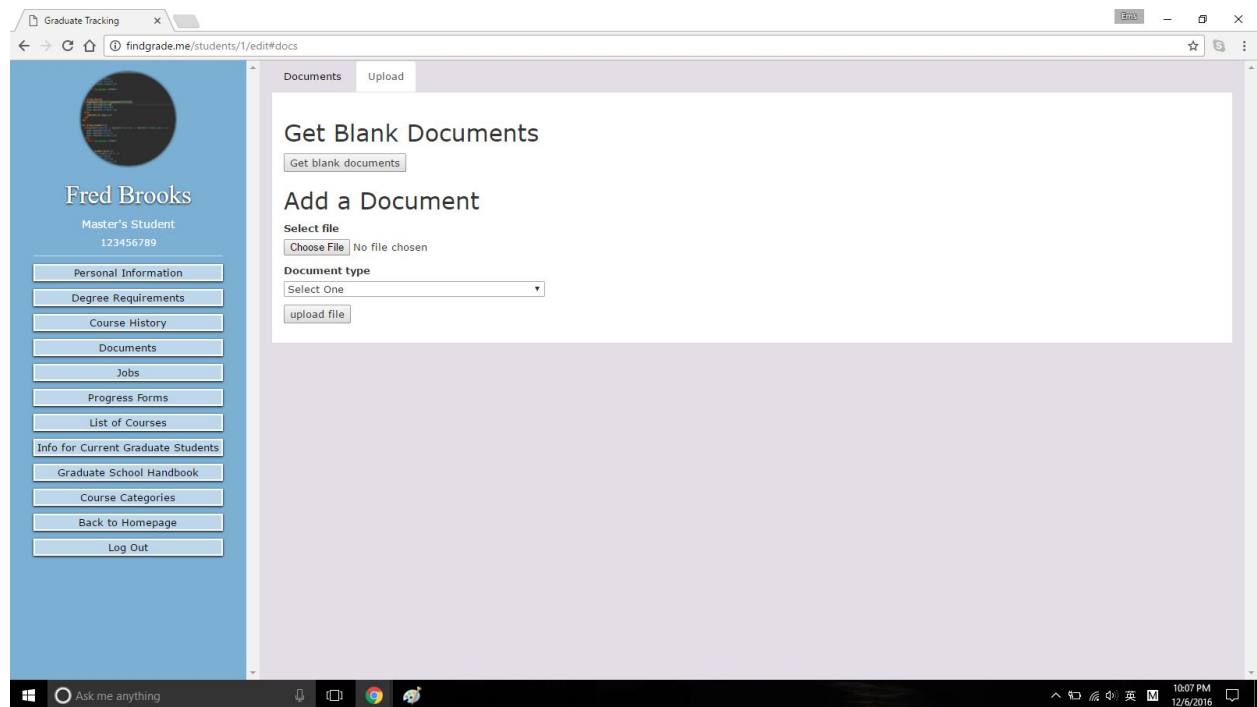 Graduate Tracking
Ems
findgrade.me/students/1/edit#docs
Fred Brooks
Master's Student
123456789
Personal Information
Degree Requirements
Course History
Documents
Jobs
Progress Forms
List of Courses
Info for Current Graduate Students
Graduate School Handbook
Course Categories
Back to Homepage
Log Out
Documents Upload
Get Blank Documents
Get blank documents
Add a Document
Select file
Choose File No file chosen
Document type
Select One
upload file
Ask me anything
英 M 10:07 PM
12/6/2016